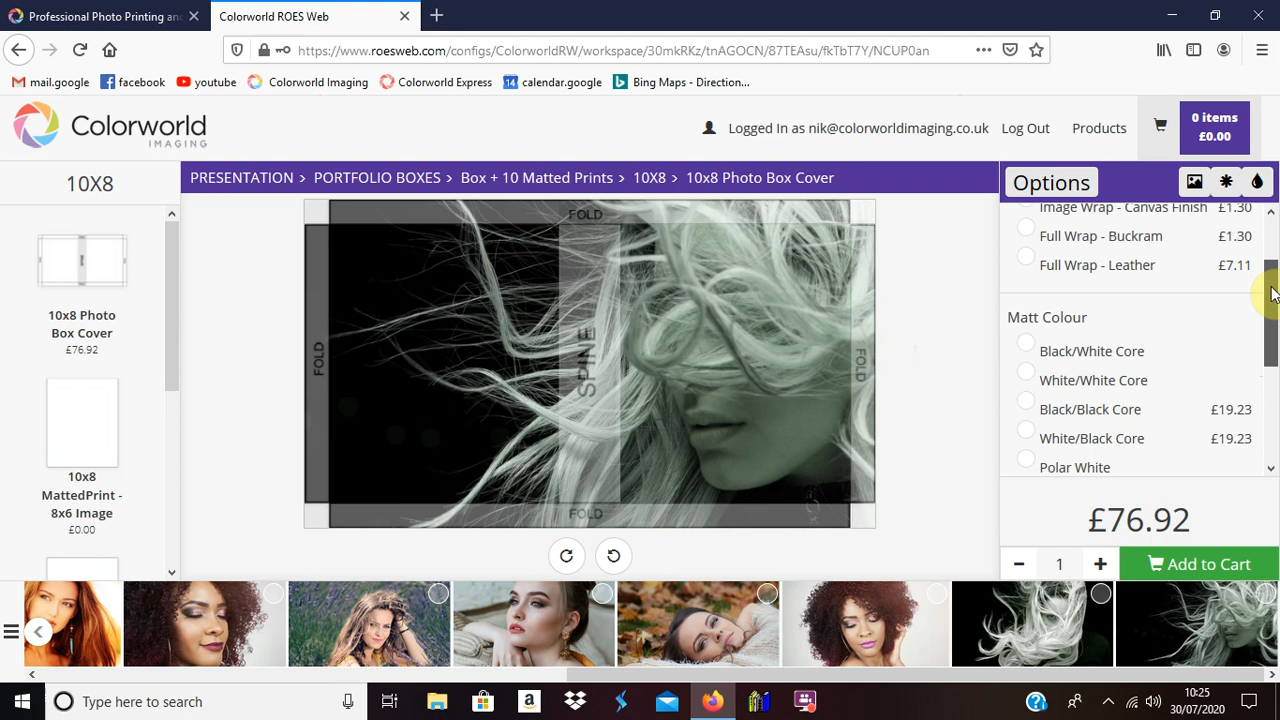 Professional Photo Printing and
Colorworld ROES Web
https://www.roesweb.com/configs/ColorworldRW/workspace/30mkRKz/tnAGOCN/87TEAsu/fkTbT7Y/NCUP0an
mail.google
facebook
youtube
Colorworld Imaging
Colorworld Express
14
calendar.google
Bing Maps - Direction...
Colorworld
IMAGING
Logged In as nik@colorworldimaging.co.uk
Log Out
Products
0 items
£0.00
10X8
PRESENTATION > PORTFOLIO BOXES > Box + 10 Matted Prints > 10X8 > 10x8 Photo Box Cover
Options
10x8 Photo
Box Cover
£76.92
10x8
MattedPrint -
8x6 Image
£0.00
FOLD
FOLD
SPINE
FOLD
FOLD
Image Wrap - Canvas Finish £1.30
Full Wrap - Buckram £1.30
Full Wrap - Leather £7.11
Matt Colour
Black/White Core
White/White Core
Black/Black Core £19.23
White/Black Core £19.23
Polar White
£76.92
− 1 +
Add to Cart
Type here to search
10:25
30/07/2020